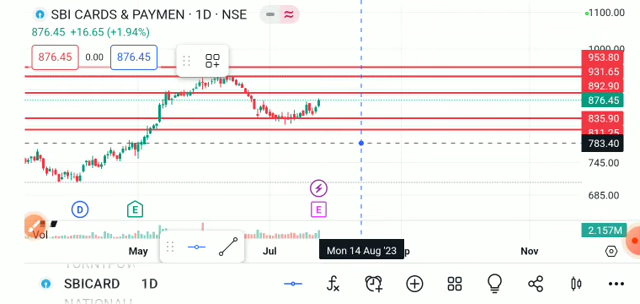 SBI CARDS & PAYMEN · 1D · NSE
876.45 +16.65 (+1.94%)
876.45 0.00 876.45
1100.00
1000.00
953.80
931.65
892.90
876.45
835.90
811.25
783.40
745.00
685.00
D E E
Vol 2.157M
May Jul Mon 14 Aug '23 Nov
SBICARD 1D